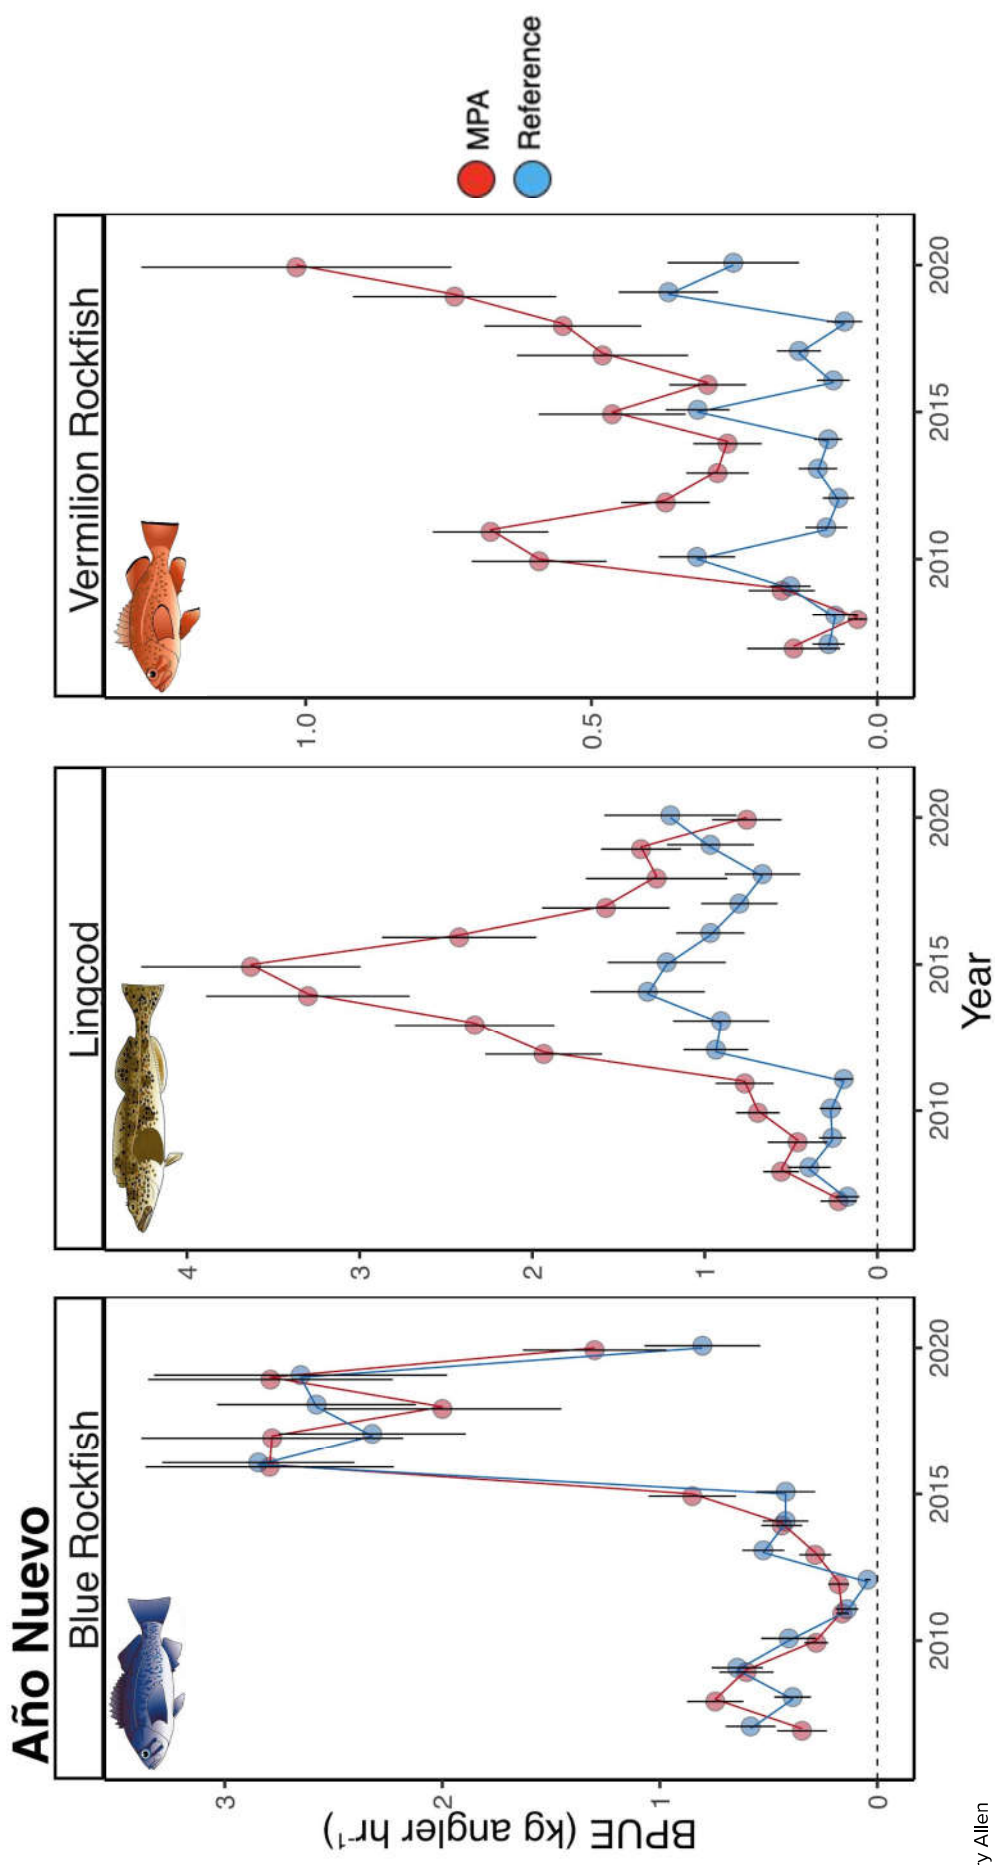 Año Nuevo
Blue Rockfish
Lingcod
Vermilion Rockfish
BPUE (kg angler hr⁻¹)
3
2
1
0
2010
2015
2020
4
3
2
1
0
2010
2015
2020
1.0
0.5
0.0
2010
2015
2020
Year
MPA
Reference
ry Allen